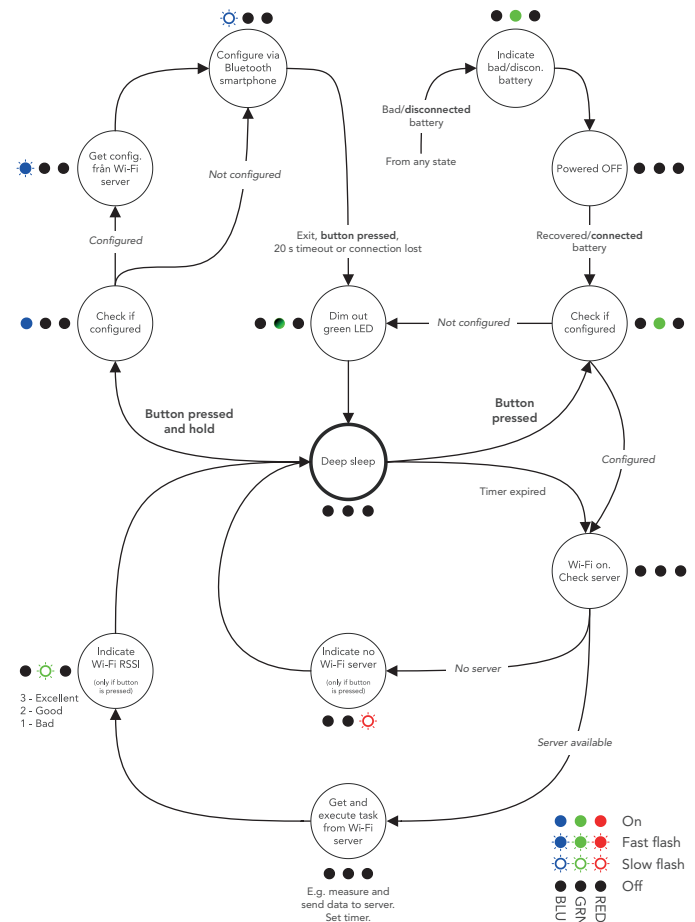 Configure via
Bluetooth
smartphone
Indicate
bad/discon.
battery
Bad/disconnected
battery
From any state
Get config.
från Wi-Fi
server
Not configured
Powered OFF
Configured
Exit, button pressed,
20 s timeout or connection lost
Recovered/connected
battery
Check if
configured
Dim out
green LED
Not configured
Check if
configured
Button pressed
and hold
Button
pressed
Deep sleep
Configured
Timer expired
Wi-Fi on.
Check server
Indicate
Wi-Fi RSSI
(only if button
is pressed)
3 - Excellent
2 - Good
1 - Bad
Indicate no
Wi-Fi server
(only if button
is pressed)
No server
Server available
Get and
execute task
from Wi-Fi
server
E.g. measure and
send data to server.
Set timer.
On
Fast flash
Slow flash
Off
BLU
GRN
RED